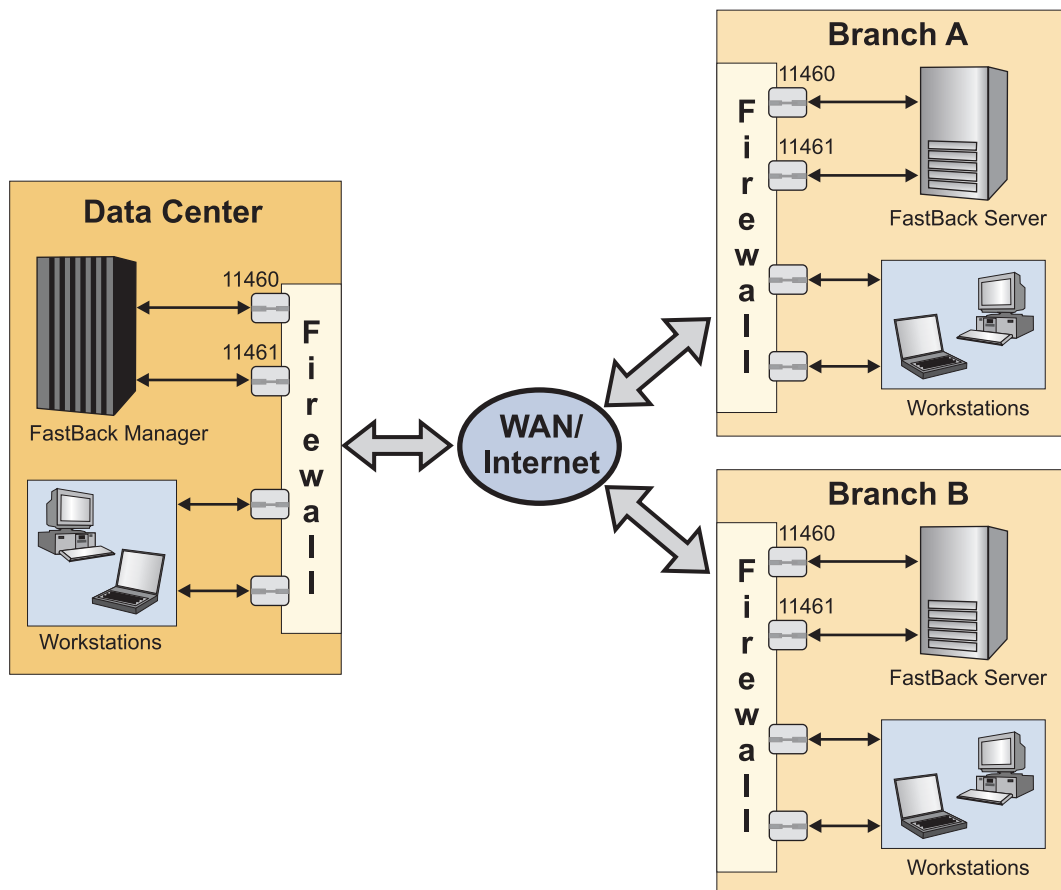 Data Center
11460
11461
FastBack Manager
Workstations
Firewall
WAN/
Internet
Branch A
11460
11461
FastBack Server
Workstations
Firewall
Branch B
11460
11461
FastBack Server
Workstations
Firewall